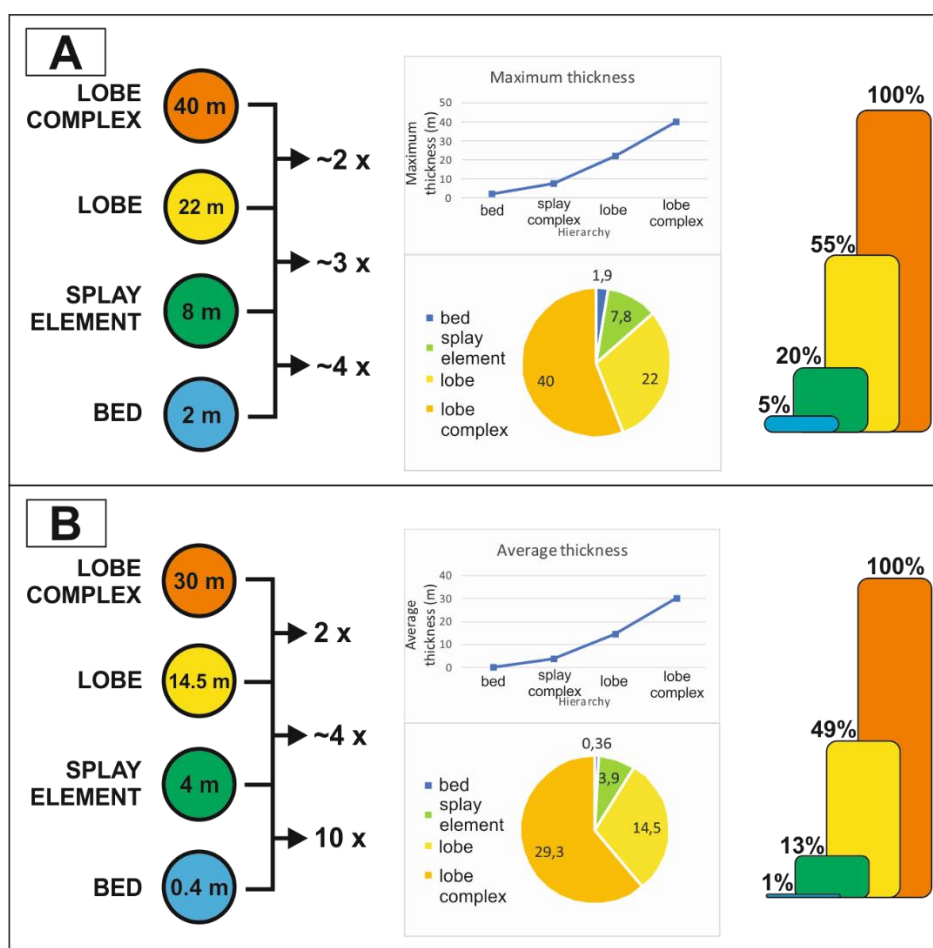 A
LOBE
COMPLEX
40 m
~2 x
LOBE
22 m
~3 x
SPLAY
ELEMENT
8 m
~4 x
BED
2 m
Maximum thickness
Maximum
thickness (m)
50
40
30
20
10
0
bed
splay
complex
lobe
lobe
complex
Hierarchy
bed
splay
element
lobe
lobe
complex
1,9
7,8
22
40
100%
55%
20%
5%
B
LOBE
COMPLEX
30 m
2 x
LOBE
14.5 m
~4 x
SPLAY
ELEMENT
4 m
10 x
BED
0.4 m
Average thickness
Average
thickness (m)
40
30
20
10
0
bed
splay
complex
lobe
lobe
complex
Hierarchy
bed
splay
element
lobe
lobe
complex
0,36
3,9
14,5
29,3
100%
49%
13%
1%